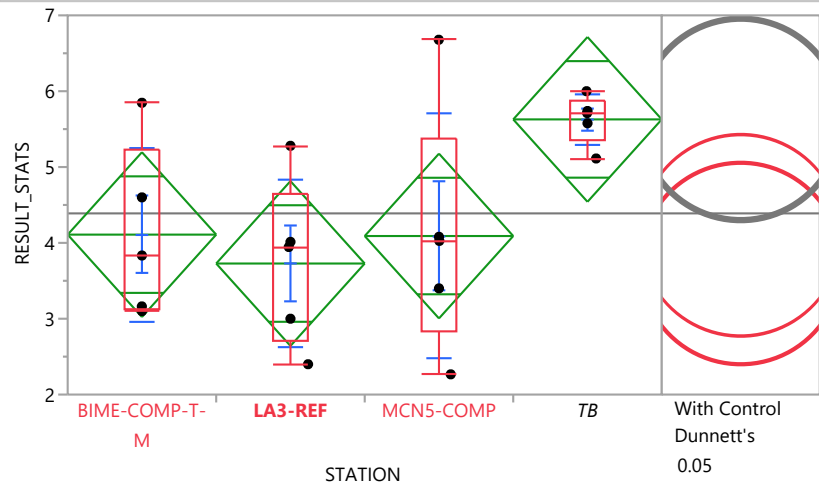 7
6
5
4
3
2
RESULT_STATS
BIME-COMP-T-
M
LA3-REF
MCN5-COMP
TB
STATION
With Control
Dunnett's
0.05